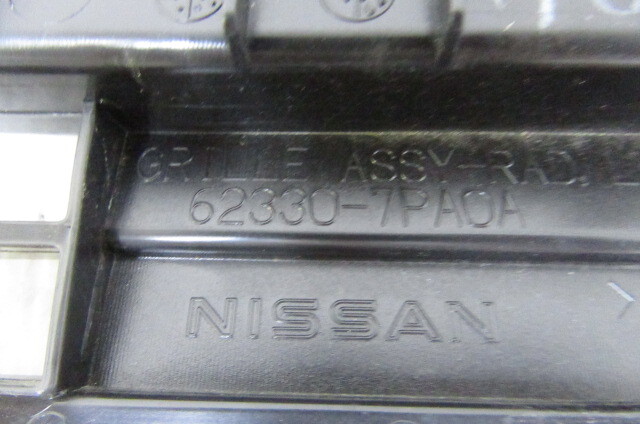 GRILLE ASSY-RAD, L
62330-7PA0A
NISSAN